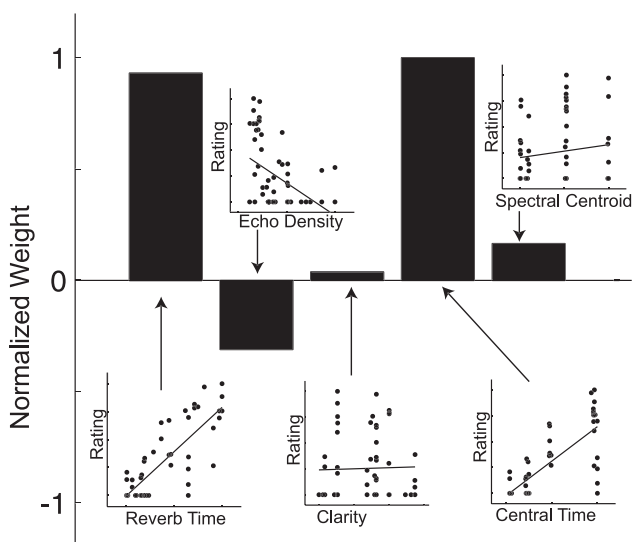 1
0
-1
Normalized Weight
Rating
Echo Density
Rating
Spectral Centroid
Rating
Reverb Time
Rating
Clarity
Rating
Central Time